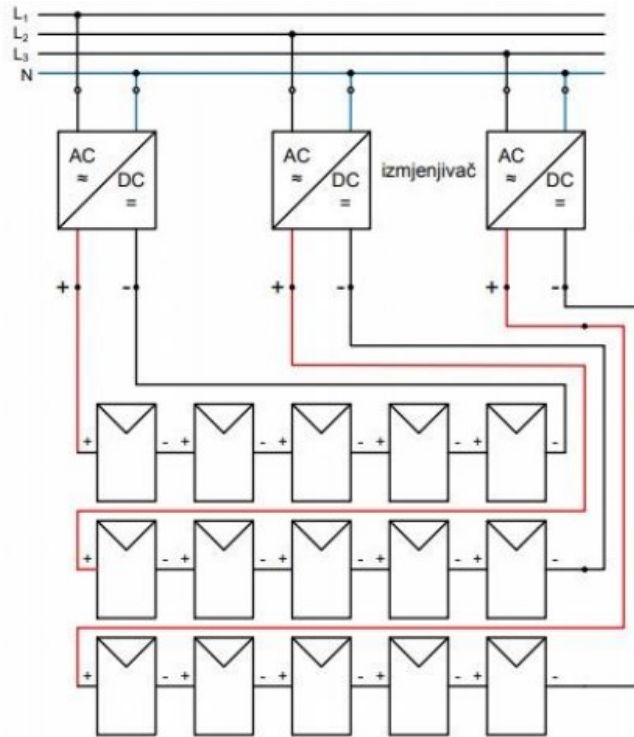 L₁
L₂
L₃
N
AC ≈ DC =
AC ≈ DC =
izmjenjivač
AC ≈ DC =
+ - + - + -
+ - + - + - + - + -
+ - + - + - + - + -
+ - + - + - + - + -